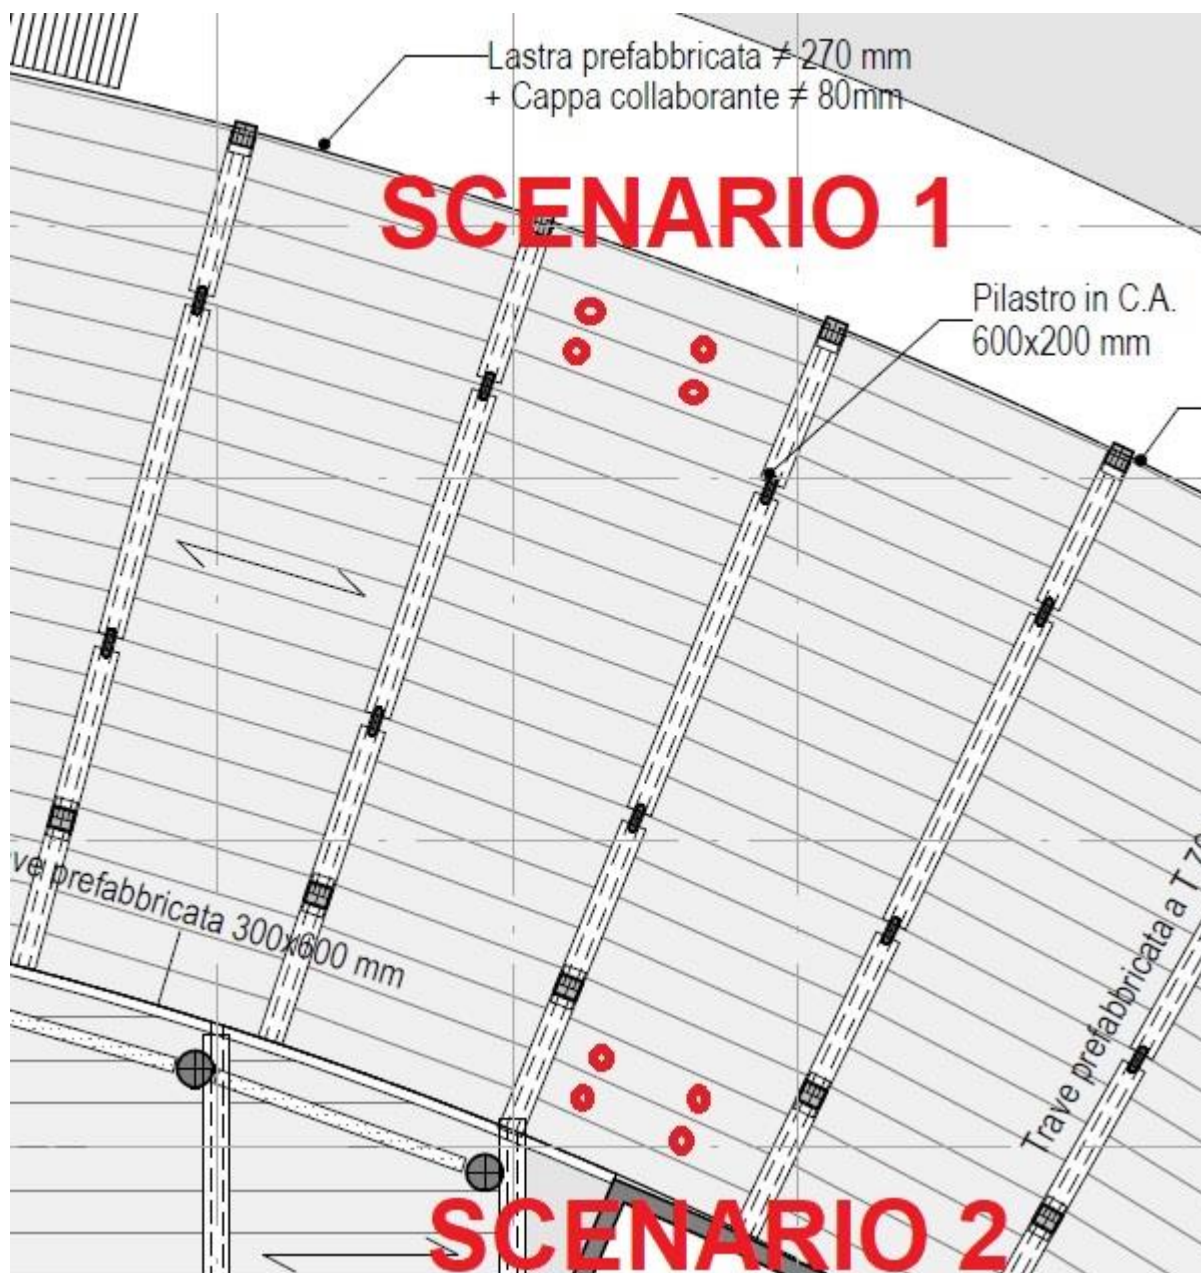 Lastra prefabbricata ≠ 270 mm
+ Cappa collaborante ≠ 80mm
SCENARIO 1
Pilastro in C.A.
600x200 mm
ve prefabbricata 300x600 mm
Trave prefabbricata a T
SCENARIO 2